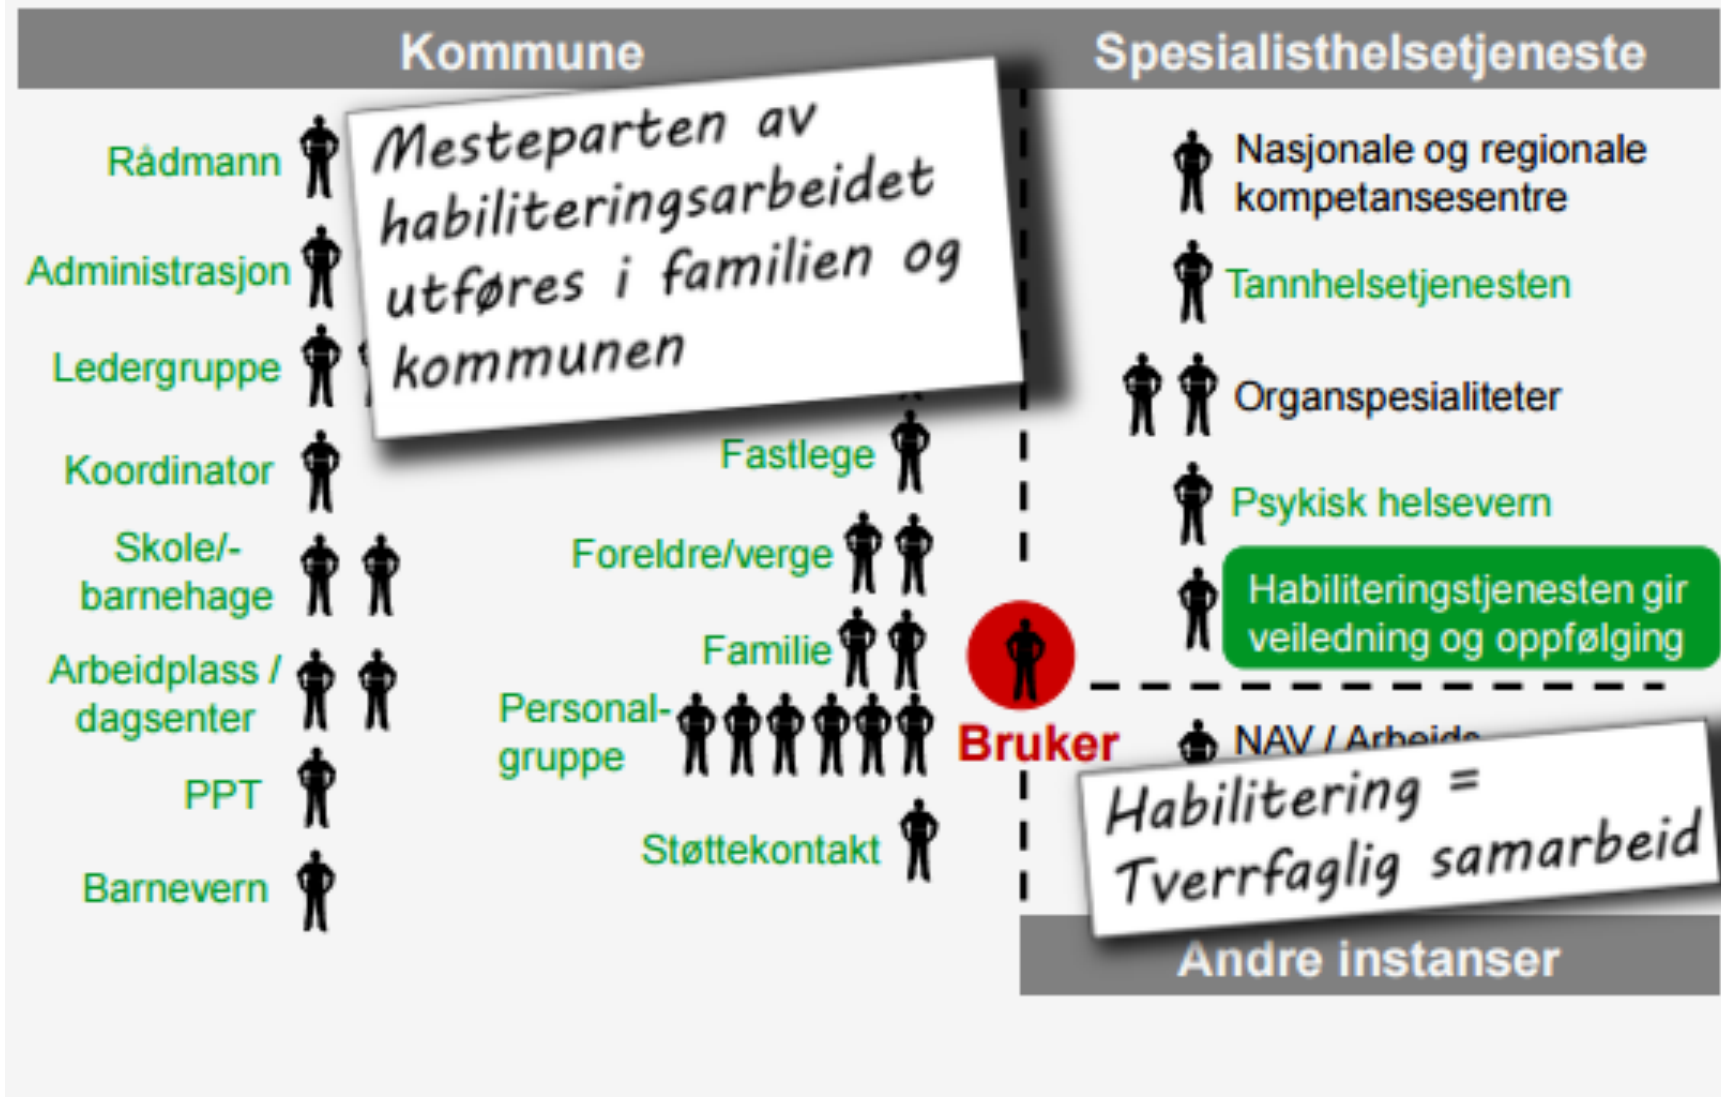 Kommune
Spesialisthelsetjeneste
Mesteparten av
habiliteringsarbeidet
utføres i familien og
kommunen
Rådmann
Administrasjon
Ledergruppe
Koordinator
Skole/-
barnehage
Arbeidplass /
dagsenter
PPT
Barnevern
Fastlege
Foreldre/verge
Familie
Personal-
gruppe
Støttekontakt
Bruker
Nasjonale og regionale
kompetansesentre
Tannhelsetjenesten
Organspesialiteter
Psykisk helsevern
Habiliteringstjenesten gir
veiledning og oppfølging
NAV / Arbeids
Habilitering =
Tverrfaglig samarbeid
Andre instanser